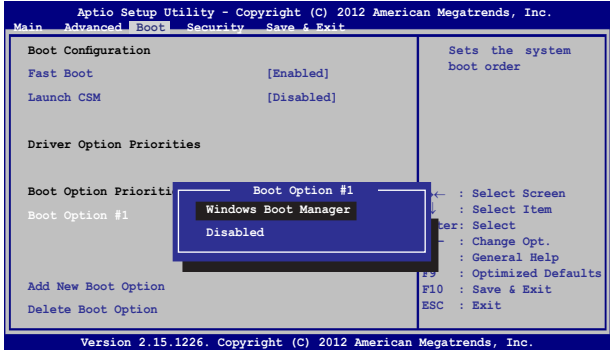 Aptio Setup Utility - Copyright (C) 2012 American Megatrends, Inc.
Main Advanced Boot Security Save & Exit
Boot Configuration
Fast Boot [Enabled]
Launch CSM [Disabled]
Driver Option Priorities
Boot Option Prioriti
Boot Option #1
Add New Boot Option
Delete Boot Option
Boot Option #1
Windows Boot Manager
Disabled
Sets the system
boot order
← : Select Screen
↓ : Select Item
ter: Select
— : Change Opt.
: General Help
F9 : Optimized Defaults
F10 : Save & Exit
ESC : Exit
Version 2.15.1226. Copyright (C) 2012 American Megatrends, Inc.